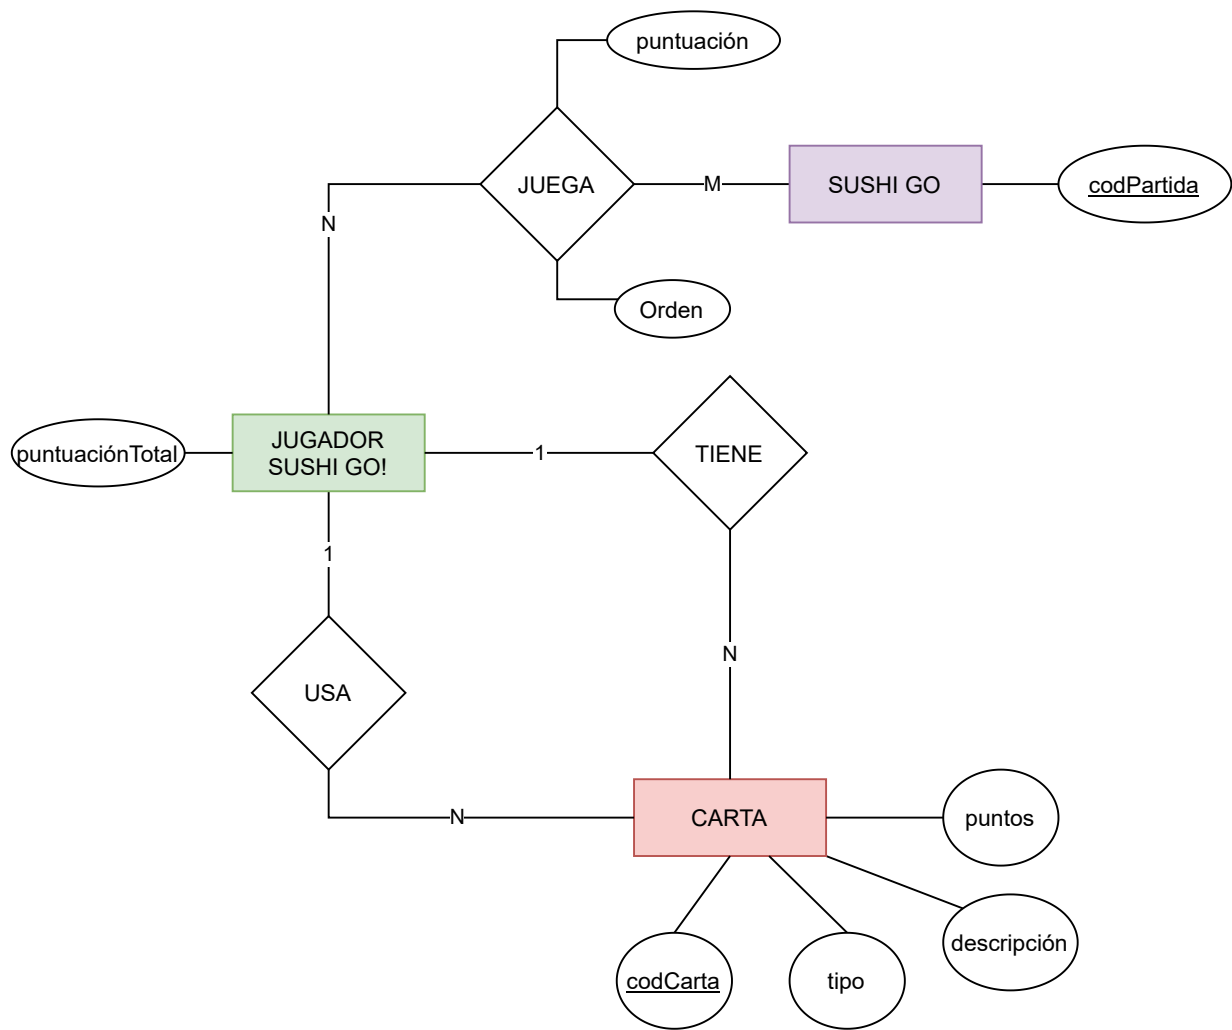 puntuación
JUEGA
M
SUSHI GO
codPartida
N
Orden
puntuaciónTotal
JUGADOR
SUSHI GO!
1
TIENE
1
USA
N
N
CARTA
puntos
descripción
codCarta
tipo